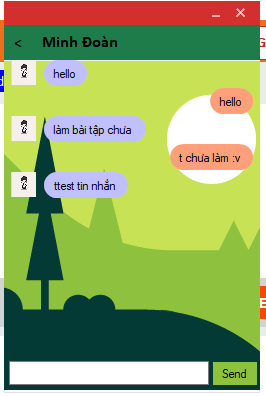 < Minh Đoàn
hello
hello
làm bài tập chưa
t chưa làm :v
ttest tin nhắn
Send